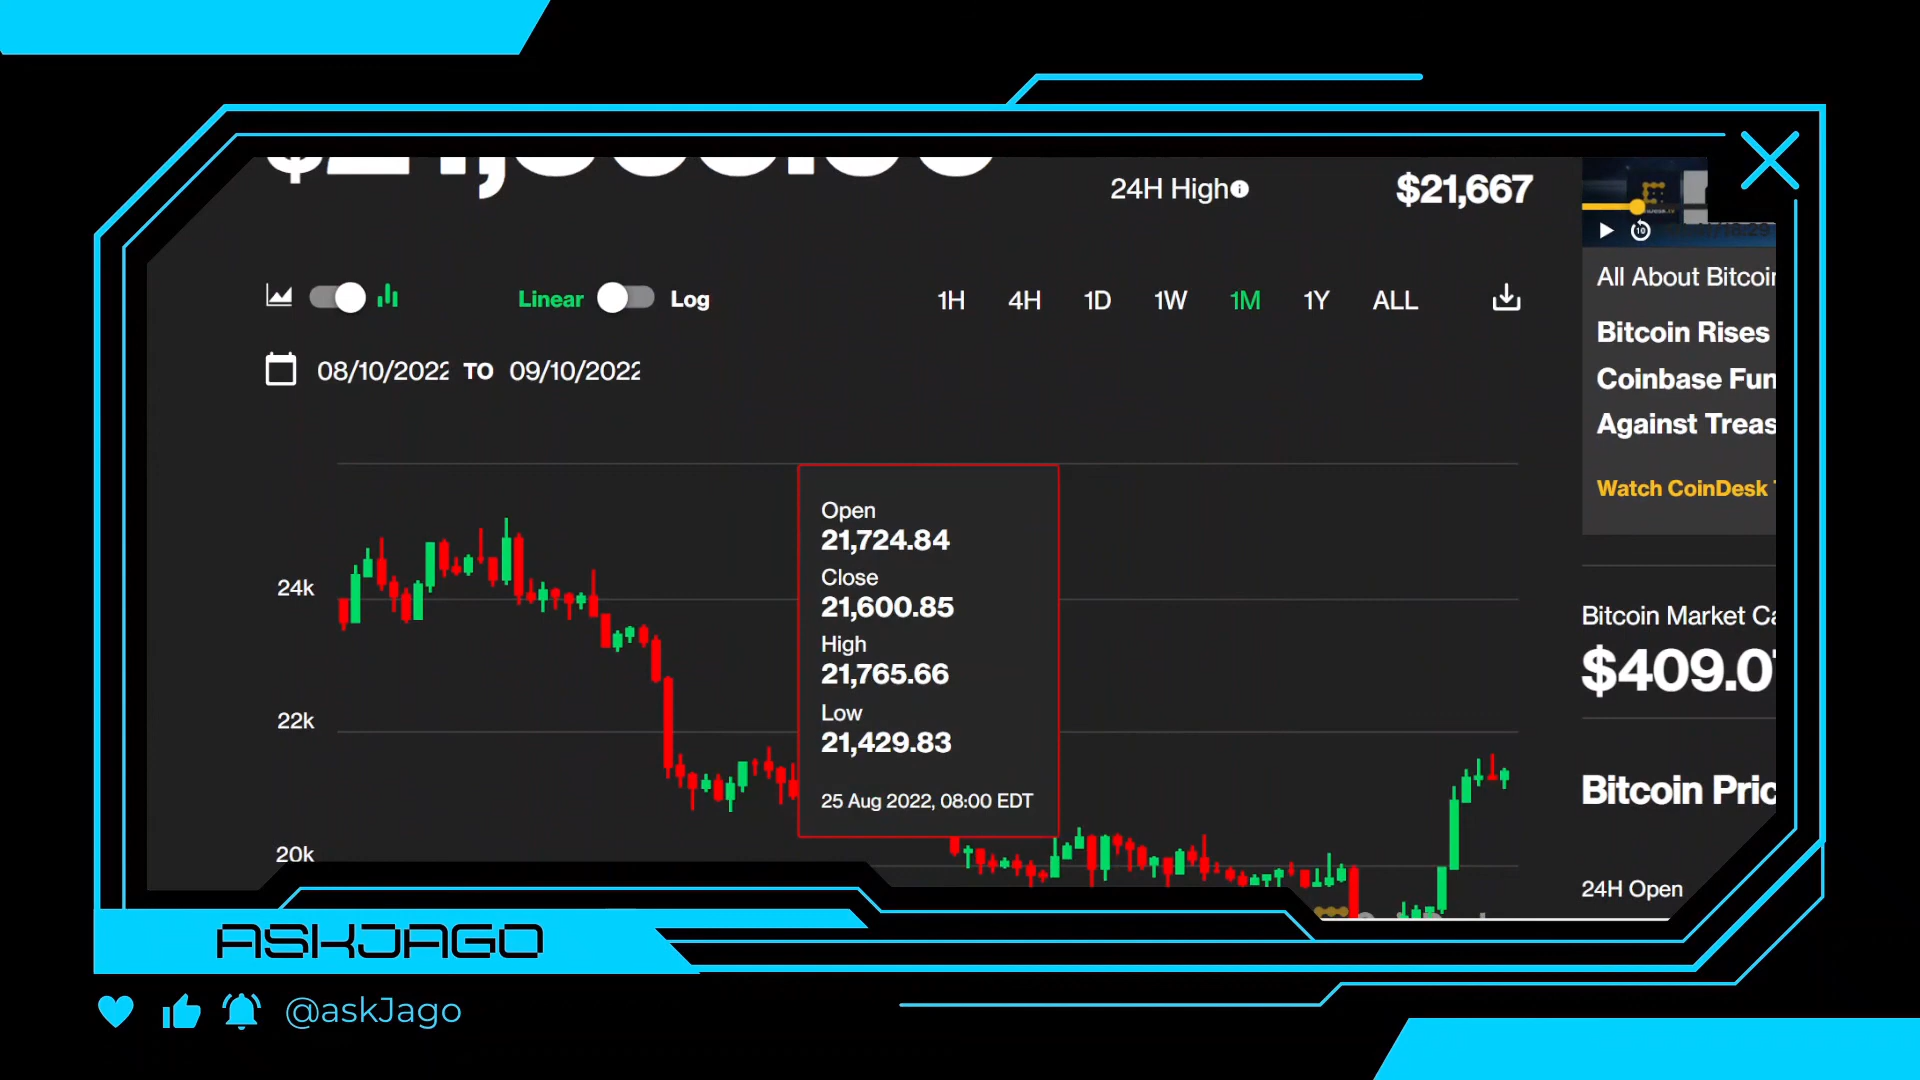 24H High
$21,667
Linear
Log
1H
4H
1D
1W
1M
1Y
ALL
08/10/2022 TO 09/10/2022
24k
22k
20k
Open
21,724.84
Close
21,600.85
High
21,765.66
Low
21,429.83
25 Aug 2022, 08:00 EDT
10
All About Bitcoin
Bitcoin Rises
Coinbase Fun
Against Treas
Watch CoinDesk
Bitcoin Market Ca
$409.0
Bitcoin Pric
24H Open
ASKJAGO
@askJago